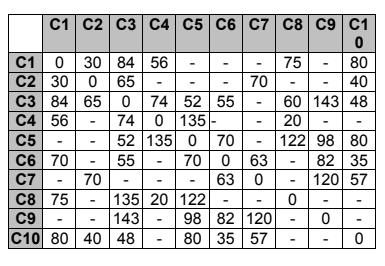 C1 C2 C3 C4 C5 C6 C7 C8 C9 C10
C1 0 30 84 56 - - - 75 - 80
C2 30 0 65 - - - 70 - - 40
C3 84 65 0 74 52 55 - 60 143 48
C4 56 - 74 0 135 - - 20 - -
C5 - - 52 135 0 70 - 122 98 80
C6 70 - 55 - 70 0 63 - 82 35
C7 - 70 - - - 63 0 - 120 57
C8 75 - 135 20 122 - - 0 - -
C9 - - 143 - 98 82 120 - 0 -
C10 80 40 48 - 80 35 57 - - 0